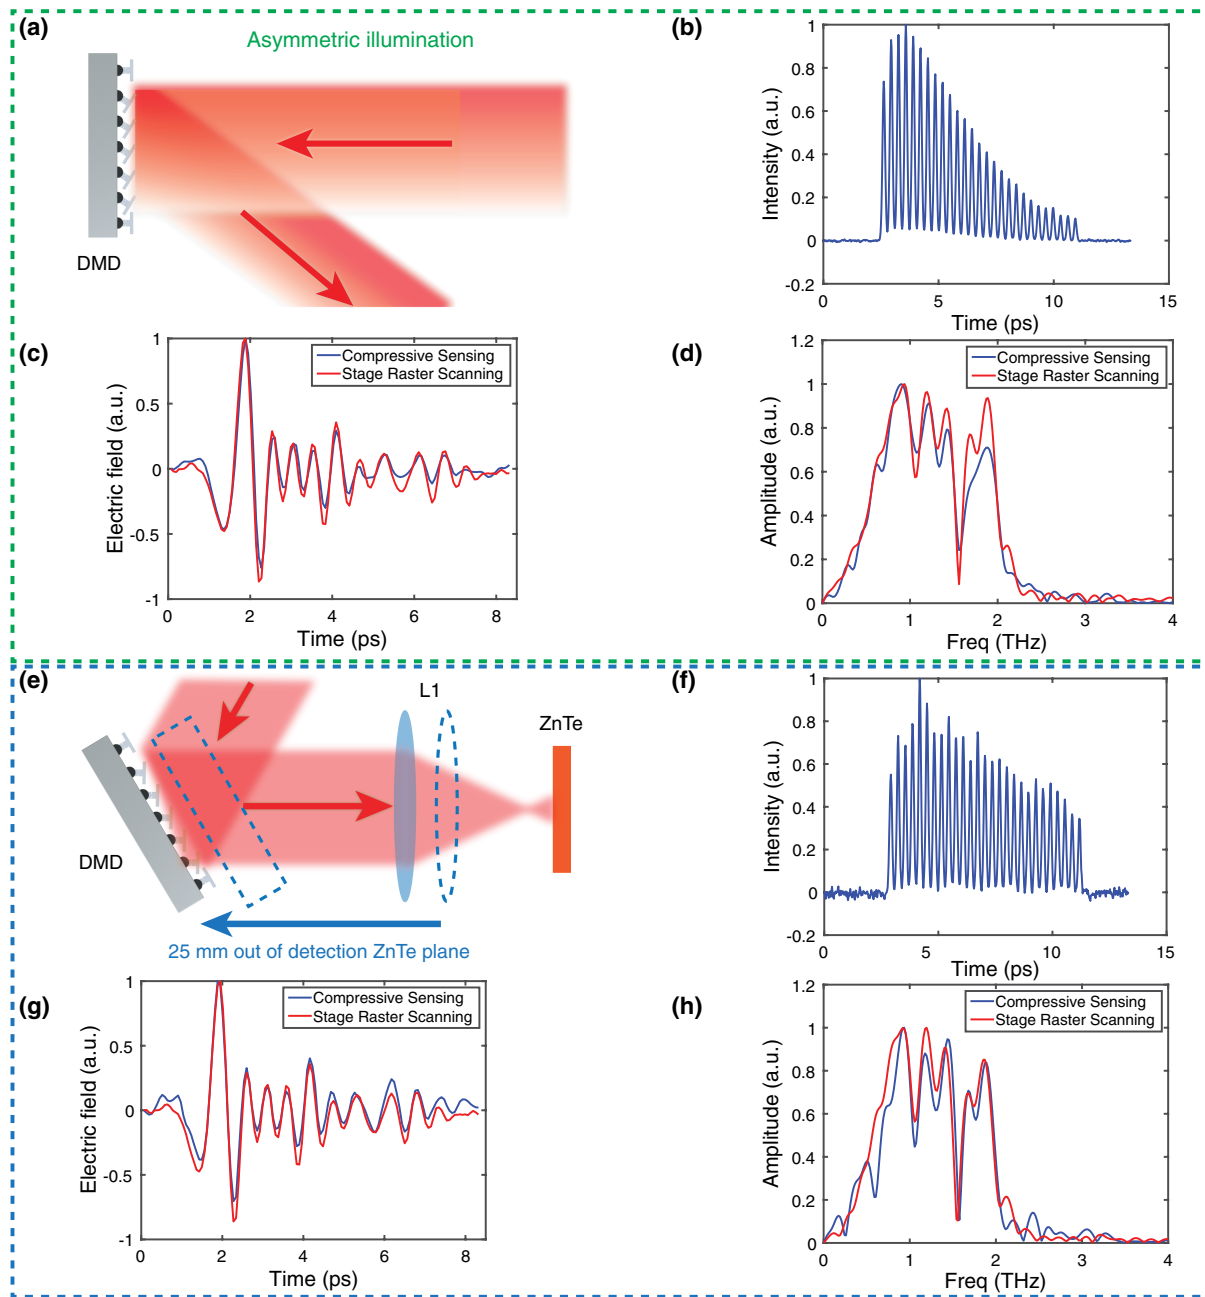 (a)
Asymmetric illumination
DMD
(b)
Intensity (a.u.)
1
0.8
0.6
0.4
0.2
0
-0.2
0
5
10
15
Time (ps)
(c)
Electric field (a.u.)
1
0.5
0
-0.5
-1
Compressive Sensing
Stage Raster Scanning
0
2
4
6
8
Time (ps)
(d)
Amplitude (a.u.)
1.2
1
0.8
0.6
0.4
0.2
0
Compressive Sensing
Stage Raster Scanning
0
1
2
3
4
Freq (THz)
(e)
L1
ZnTe
DMD
25 mm out of detection ZnTe plane
(f)
Intensity (a.u.)
1
0.8
0.6
0.4
0.2
0
-0.2
0
5
10
15
Time (ps)
(g)
Electric field (a.u.)
1
0.5
0
-0.5
-1
Compressive Sensing
Stage Raster Scanning
0
2
4
6
8
Time (ps)
(h)
Amplitude (a.u.)
1.2
1
0.8
0.6
0.4
0.2
0
Compressive Sensing
Stage Raster Scanning
0
1
2
3
4
Freq (THz)